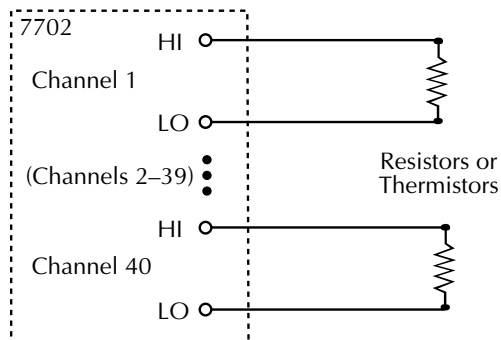 7702
HI
Channel 1
LO
(Channels 2–39)
Resistors or
Thermistors
HI
Channel 40
LO